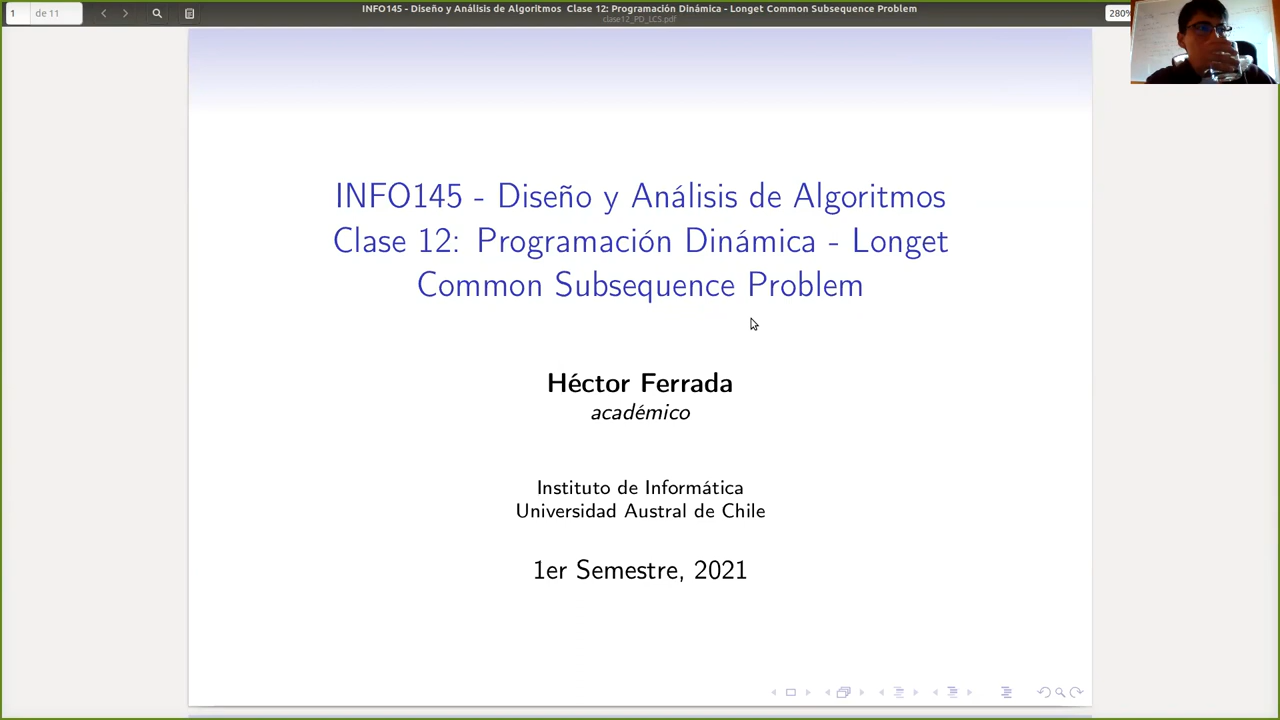 INFO145 - Diseño y Análisis de Algoritmos Clase 12: Programación Dinámica - Longet Common Subsequence Problem
clase12_PD_LCS.pdf
1 de 11
280%
INFO145 - Diseño y Análisis de Algoritmos
Clase 12: Programación Dinámica - Longet
Common Subsequence Problem
Héctor Ferrada
académico
Instituto de Informática
Universidad Austral de Chile
1er Semestre, 2021